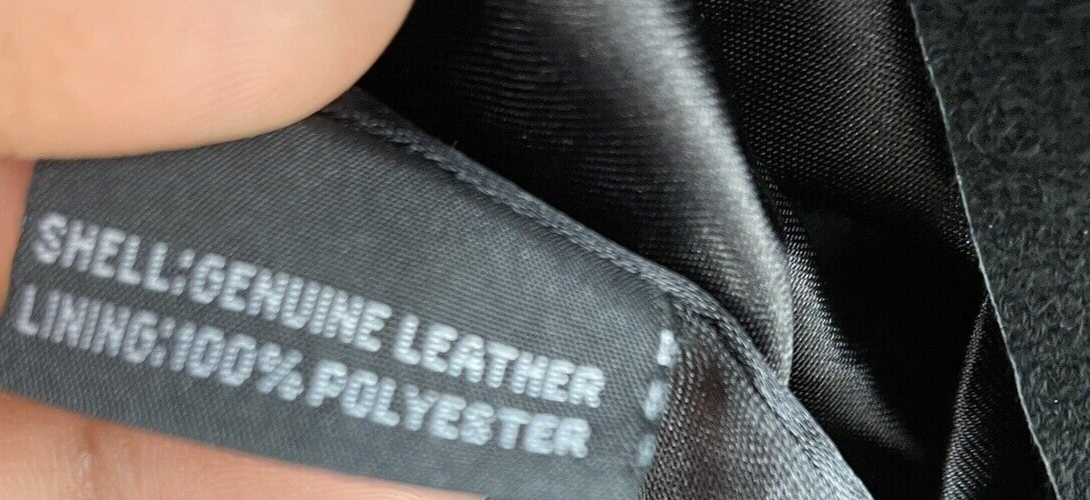 SHELL:GENUINE LEATHER
LINING:100% POLYESTER